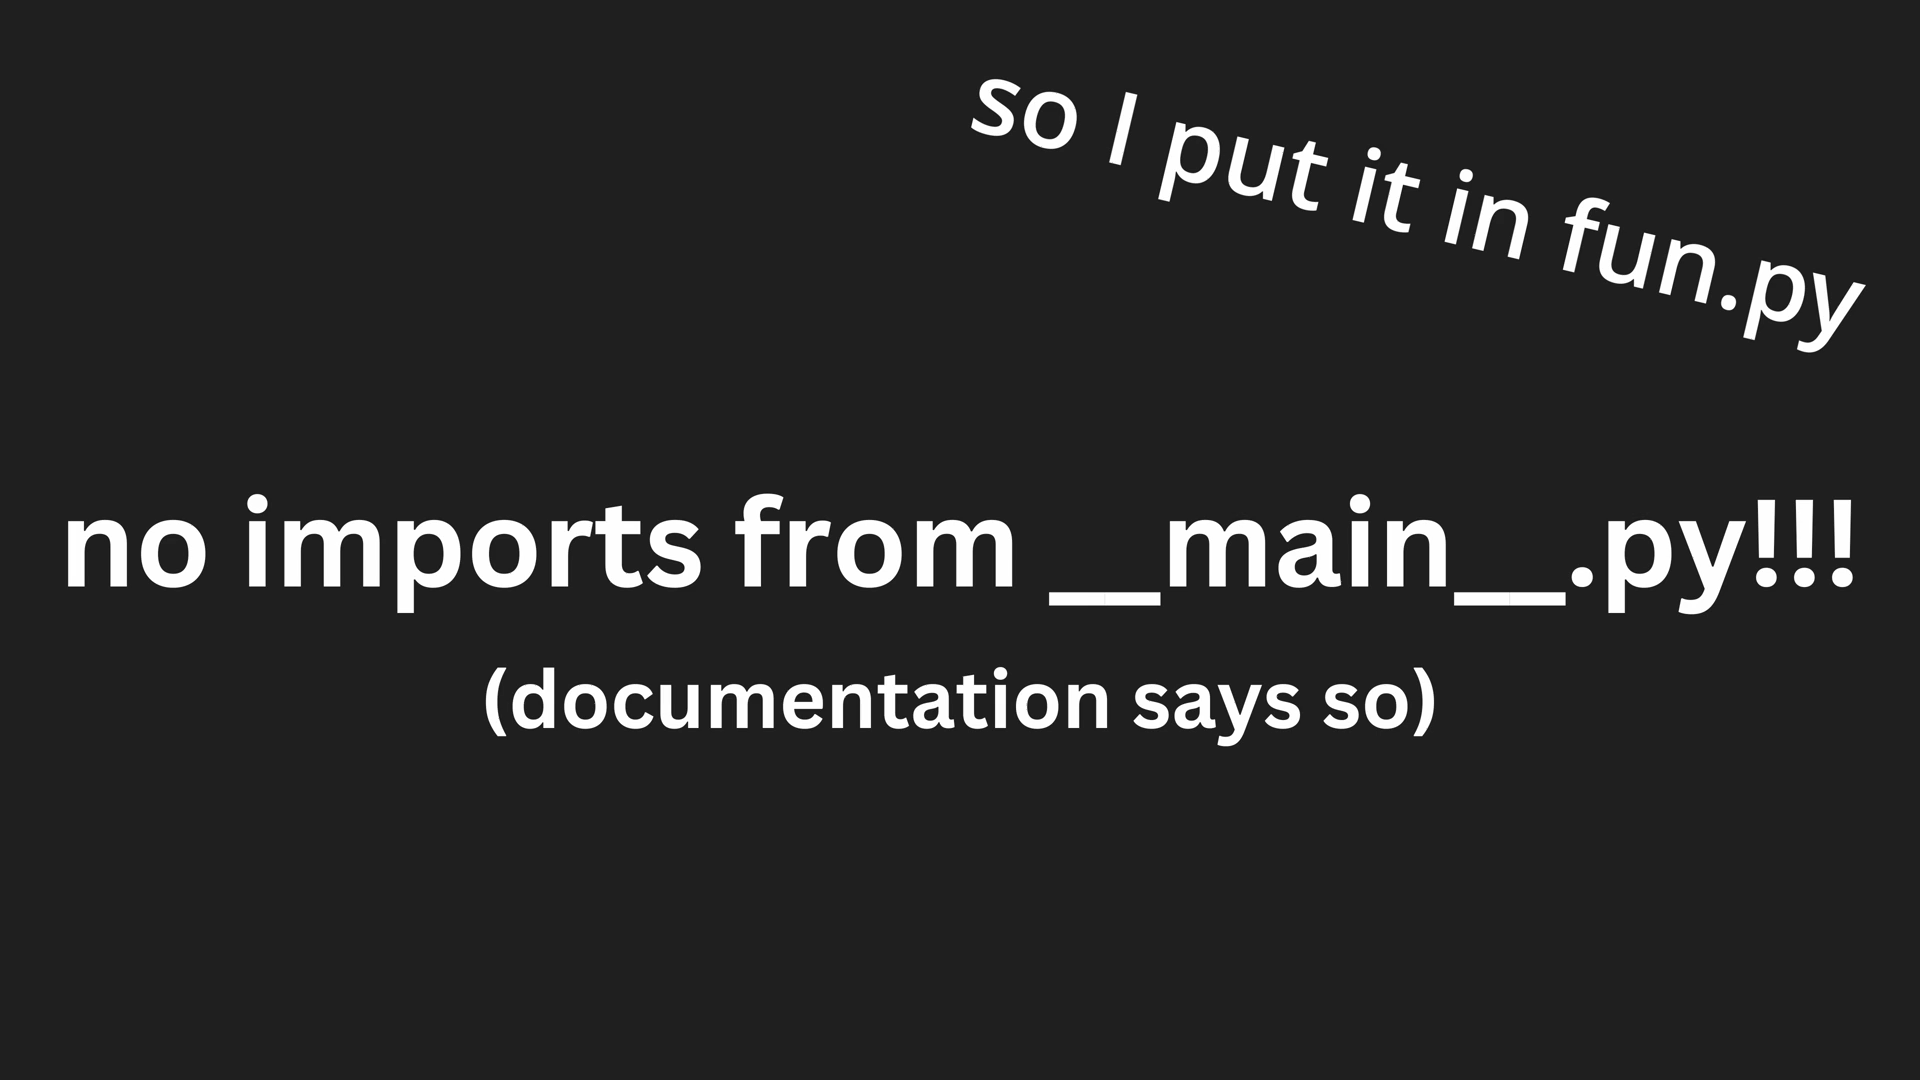 so I put it in fun.py
no imports from __main__.py!!!
(documentation says so)